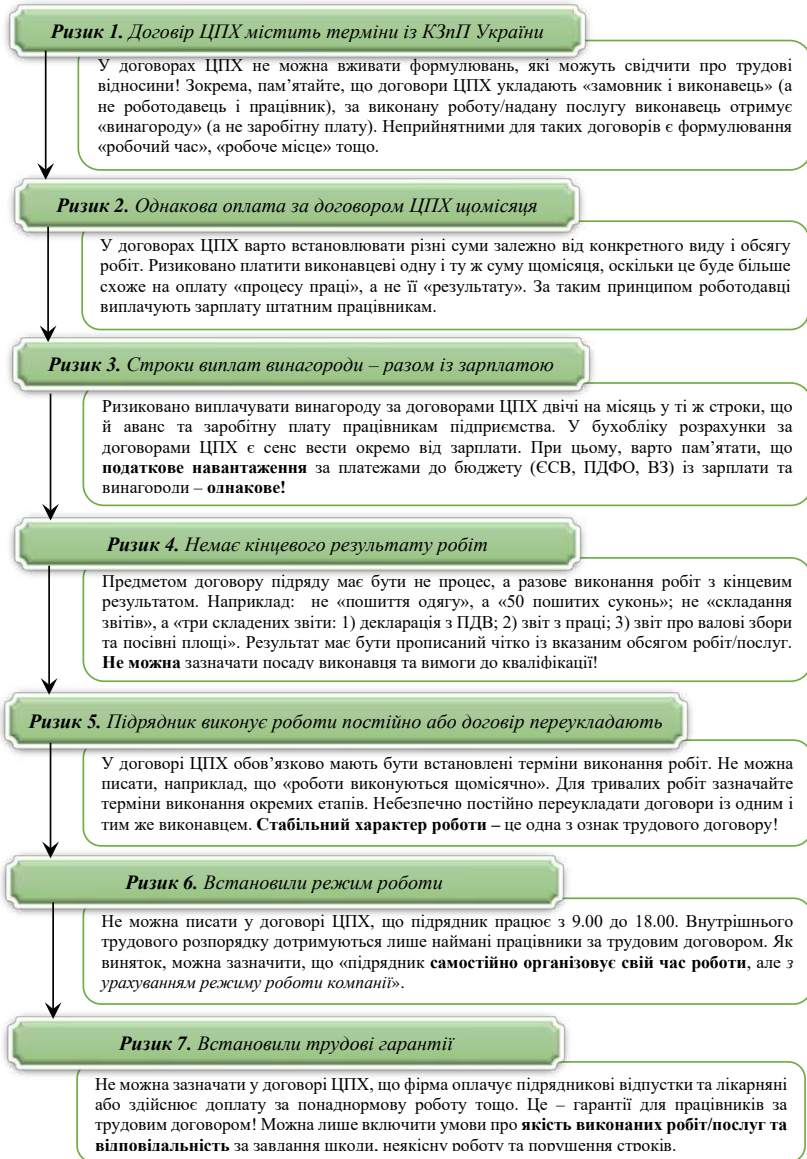 Ризик 1. Договір ЦПХ містить терміни із КЗпП України
У договорах ЦПХ не можна вживати формулювань, які можуть свідчити про трудові
відносини! Зокрема, пам’ятайте, що договори ЦПХ укладають «замовник і виконавець» (а
не роботодавець і працівник), за виконану роботу/надану послугу виконавець отримує
«винагороду» (а не заробітну плату). Неприйнятними для таких договорів є формулювання
«робочий час», «робоче місце» тощо.
Ризик 2. Однакова оплата за договором ЦПХ щомісяця
У договорах ЦПХ варто встановлювати різні суми залежно від конкретного виду і обсягу
робіт. Ризиковано платити виконавцеві одну і ту ж суму щомісяця, оскільки це буде більше
схоже на оплату «процесу праці», а не її «результату». За таким принципом роботодавці
виплачують зарплату штатним працівникам.
Ризик 3. Строки виплат винагороди – разом із зарплатою
Ризиковано виплачувати винагороду за договорами ЦПХ двічі на місяць у ті ж строки, що
й аванс та заробітну плату працівникам підприємства. У бухобліку розрахунки за
договорами ЦПХ є сенс вести окремо від зарплати. При цьому, варто пам’ятати, що
податкове навантаження за платежами до бюджету (ЄСВ, ПДФО, ВЗ) із зарплати та
винагороди – однакове!
Ризик 4. Немає кінцевого результату робіт
Предметом договору підряду має бути не процес, а разове виконання робіт з кінцевим
результатом. Наприклад: не «пошиття одягу», а «50 пошитих суконь»; не «складання
звітів», а «три складених звіти: 1) декларація з ПДВ; 2) звіт з праці; 3) звіт про валові збори
та посівні площі». Результат має бути прописаний чітко із вказаним обсягом робіт/послуг.
Не можна зазначати посаду виконавця та вимоги до кваліфікації!
Ризик 5. Підрядник виконує роботи постійно або договір переукладають
У договорі ЦПХ обов’язково мають бути встановлені терміни виконання робіт. Не можна
писати, наприклад, що «роботи виконуються щомісячно». Для тривалих робіт зазначайте
терміни виконання окремих етапів. Небезпечно постійно переукладати договори із одним і
тим же виконавцем. Стабільний характер роботи – це одна з ознак трудового договору!
Ризик 6. Встановили режим роботи
Не можна писати у договорі ЦПХ, що підрядник працює з 9.00 до 18.00. Внутрішнього
трудового розпорядку дотримуються лише наймані працівники за трудовим договором. Як
виняток, можна зазначити, що «підрядник самостійно організовує свій час роботи, але з
урахуванням режиму роботи компанії».
Ризик 7. Встановили трудові гарантії
Не можна зазначати у договорі ЦПХ, що фірма оплачує підрядникові відпустки та лікарняні
або здійснює доплату за понаднормову роботу тощо. Це – гарантії для працівників за
трудовим договором! Можна лише включити умови про якість виконаних робіт/послуг та
відповідальність за завдання шкоди, неякісну роботу та порушення строків.